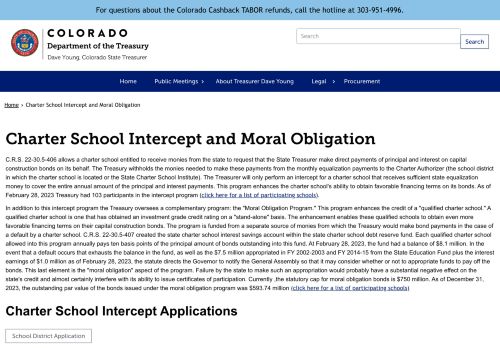 For questions about the Colorado Cashback TABOR refunds, call the hotline at 303-951-4996.
COLORADO
Department of the Treasury
Dave Young, Colorado State Treasurer
Search
Search
Home
Public Meetings ›
About Treasurer Dave Young
Legal ›
Procurement
Home › Charter School Intercept and Moral Obligation
Charter School Intercept and Moral Obligation
C.R.S. 22-30.5-406 allows a charter school entitled to receive monies from the state to request that the State Treasurer make direct payments of principal and interest on capital
construction bonds on its behalf. The Treasury withholds the monies needed to make these payments from the monthly equalization payments to the Charter Authorizer (the school district
in which the charter school is located or the State Charter School Institute). The Treasurer will only perform an intercept for a charter school that receives sufficient state equalization
money to cover the entire annual amount of the principal and interest payments. This program enhances the charter school's ability to obtain favorable financing terms on its bonds. As of
February 28, 2023 Treasury had 103 participants in the intercept program (click here for a list of participating schools).
In addition to this intercept program the Treasury oversees a complementary program: the "Moral Obligation Program." This program enhances the credit of a "qualified charter school." A
qualified charter school is one that has obtained an investment grade credit rating on a "stand-alone" basis. The enhancement enables these qualified schools to obtain even more
favorable financing terms on their capital construction bonds. The program is funded from a separate source of monies from which the Treasury would make bond payments in the case of
a default by a charter school. C.R.S. 22-30.5-407 created the state charter school interest savings account within the state charter school debt reserve fund. Each qualified charter school
allowed into this program annually pays ten basis points of the principal amount of bonds outstanding into this fund. At February 28, 2023, the fund had a balance of $8.1 million. In the
event that a default occurs that exhausts the balance in the fund, as well as the $7.5 million appropriated in FY 2002-2003 and FY 2014-15 from the State Education Fund plus the interest
earnings of $1.0 million as of February 28, 2023, the statute directs the Governor to notify the General Assembly so that it may consider whether or not to appropriate funds to pay off the
bonds. This last element is the "moral obligation" aspect of the program. Failure by the state to make such an appropriation would probably have a substantial negative effect on the
state's credit and almost certainly interfere with its ability to issue certificates of participation. Currently ,the statutory cap for moral obligation bonds is $750 million. As of December 31,
2023, the outstanding par value of the bonds issued under the moral obligation program was $593.74 million (click here for a list of participating schools)
Charter School Intercept Applications
School District Application